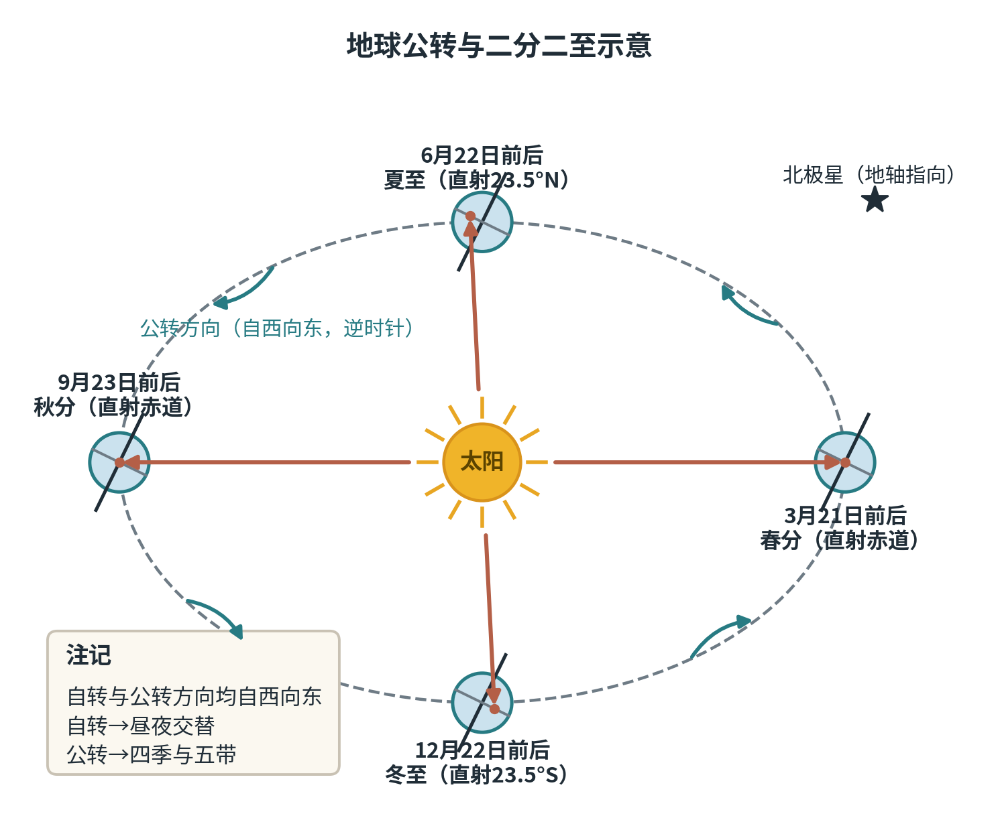 地球公转与二分二至示意
6月22日前后
夏至（直射23.5°N）
北极星（地轴指向）
公转方向（自西向东，逆时针）
9月23日前后
秋分（直射赤道）
太阳
3月21日前后
春分（直射赤道）
注记
自转与公转方向均自西向东
自转→昼夜交替
公转→四季与五带
12月22日前后
冬至（直射23.5°S）